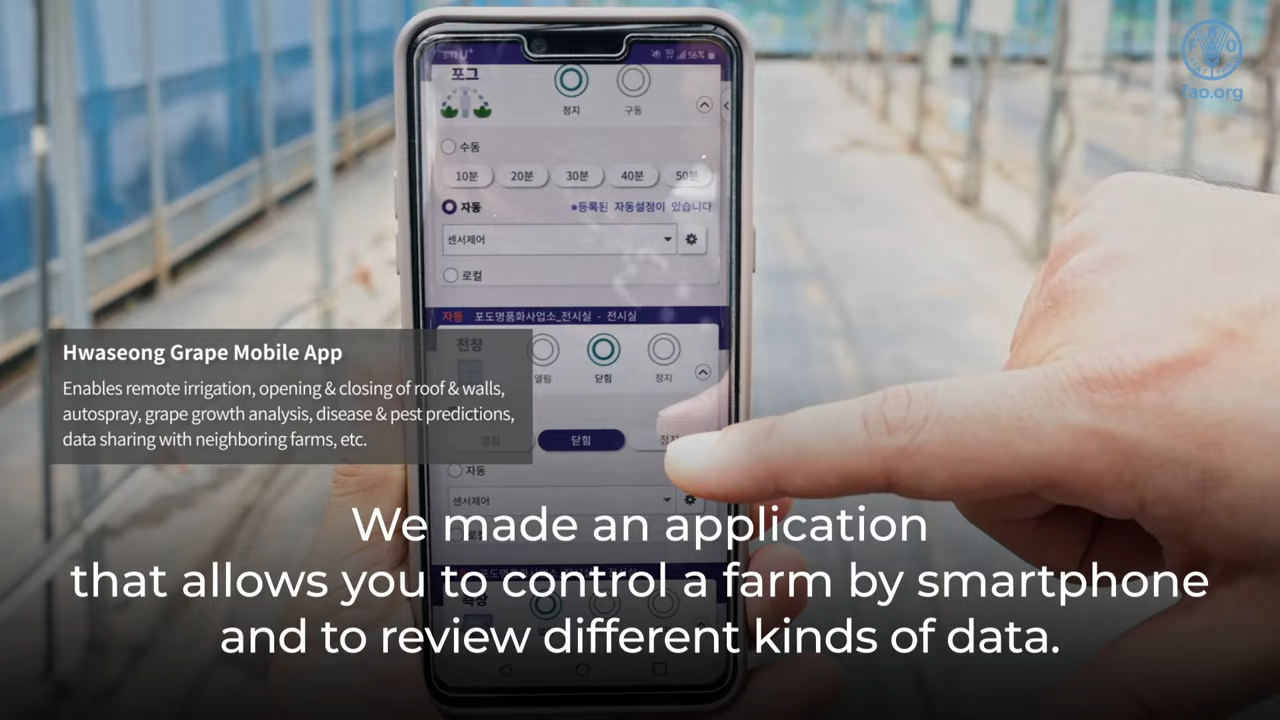 5:12 U+
56%
포그
정지
구동
수동
10분 20분 30분 40분 50분
자동 *등록된 자동설정이 있습니다
센서제어
로컬
자동 포도명품화사업소_전시실 - 전시실
천창
열림 닫힘 정지
열림 닫힘
자동
센서제어
FAO
fao.org
Hwaseong Grape Mobile App
Enables remote irrigation, opening & closing of roof & walls,
autospray, grape growth analysis, disease & pest predictions,
data sharing with neighboring farms, etc.
We made an application
that allows you to control a farm by smartphone
and to review different kinds of data.